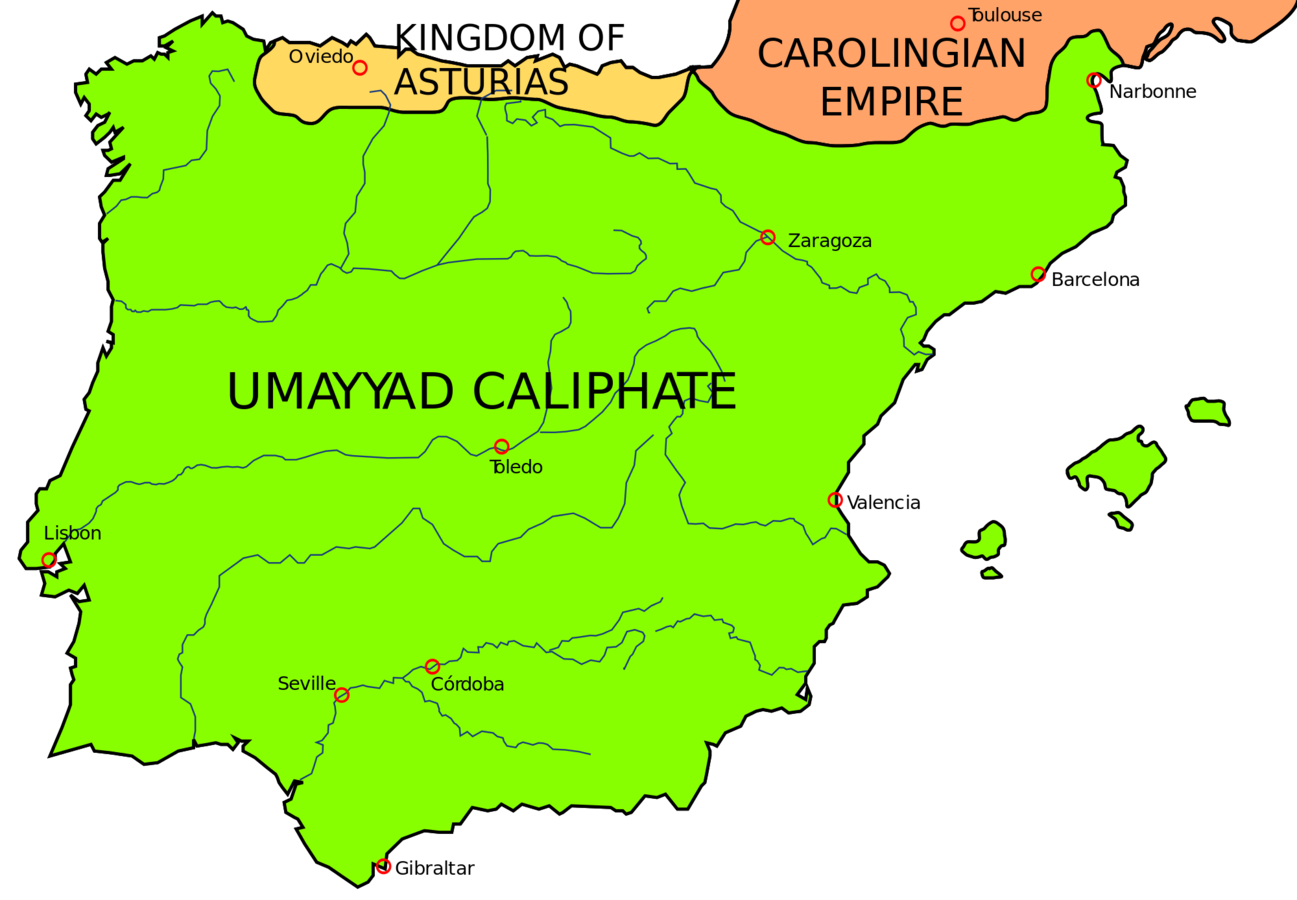 Toulouse
KINGDOM OF
ASTURIAS
Oviedo
CAROLINGIAN
EMPIRE
Narbonne
Zaragoza
Barcelona
UMAYYAD CALIPHATE
Toledo
Valencia
Lisbon
Seville
Córdoba
Gibraltar